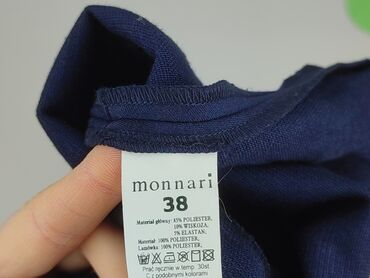 monnari
38
Materiał główny: 85% POLIESTER,
10% WISKOZA,
5% ELASTAN,
Materiał: 100% POLIESTER,
Lamówka: 100% POLIESTER
Prać ręcznie w temp. 30st.
C z podobnymi kolorami